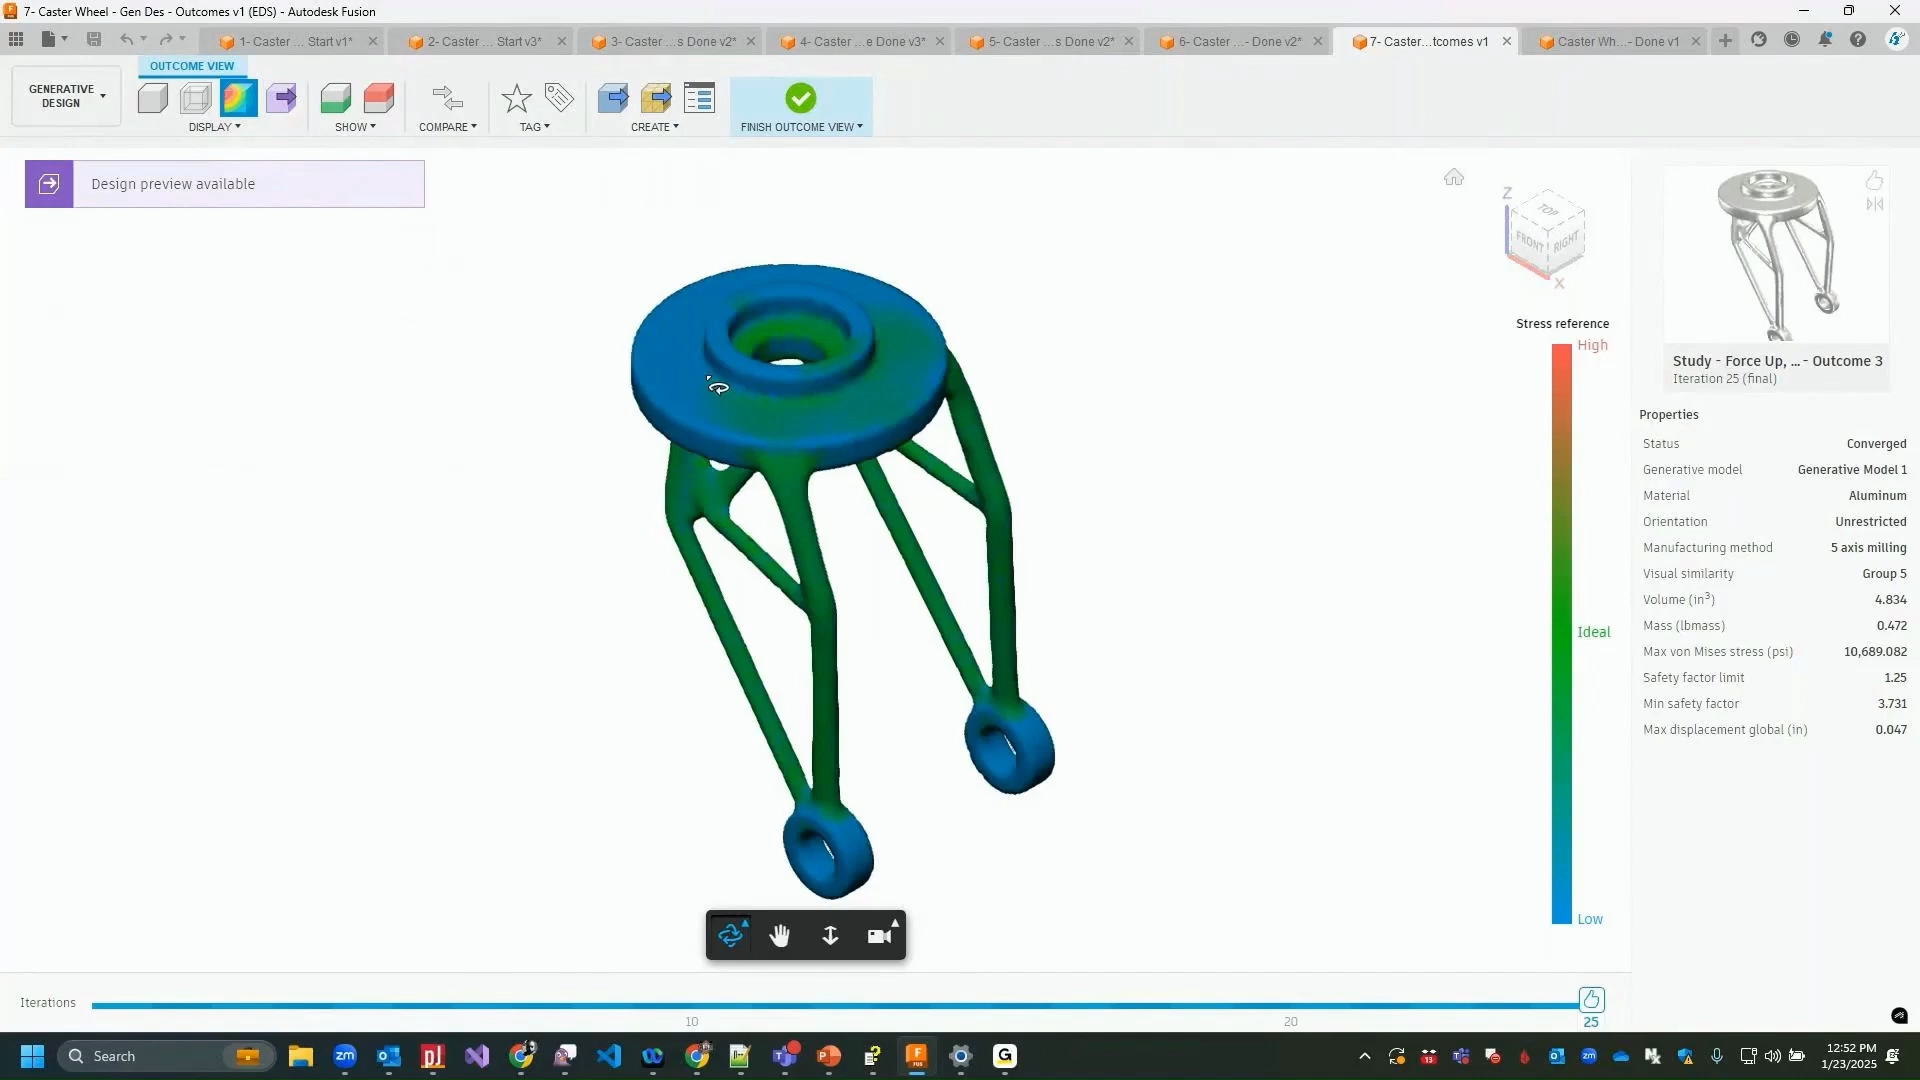 7- Caster Wheel - Gen Des - Outcomes v1 (EDS) - Autodesk Fusion
1- Caster ... Start v1*
2- Caster ... Start v3*
3- Caster ...s Done v2*
4- Caster ...e Done v3*
5- Caster ...s Done v2*
6- Caster ...- Done v2*
7- Caster...tcomes v1
Caster Wh...- Done v1
OUTCOME VIEW
GENERATIVE
DESIGN
DISPLAY
SHOW
COMPARE
TAG
CREATE
FINISH OUTCOME VIEW
Design preview available
Z
TOP
FRONT
RIGHT
X
Stress reference
High
Ideal
Low
Study - Force Up, ... - Outcome 3
Iteration 25 (final)
Properties
Status Converged
Generative model Generative Model 1
Material Aluminum
Orientation Unrestricted
Manufacturing method 5 axis milling
Visual similarity Group 5
Volume (in³) 4.834
Mass (lbmass) 0.472
Max von Mises stress (psi) 10,689.082
Safety factor limit 1.25
Min safety factor 3.731
Max displacement global (in) 0.047
Iterations
10
20
25
Search
12:52 PM
1/23/2025